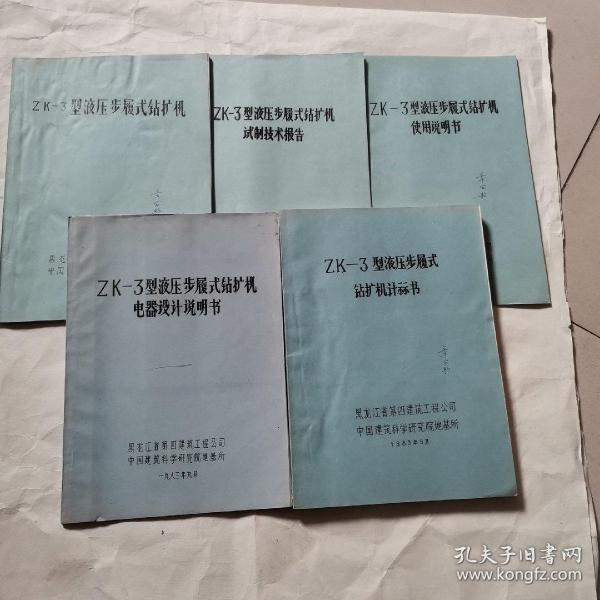 ZK-3型液压步履式钻扩机
黑龙
中国
ZK-3型液压步履式钻扩机
试制技术报告
ZK-3型液压步履式钻扩机
使用说明书
ZK-3型液压步履式钻扩机
电器设计说明书
黑龙江省第四建筑工程公司
中国建筑科学研究院地基所
一九八三年九月
ZK-3型液压步履式
钻扩机计标书
黑龙江省第四建筑工程公司
中国建筑科学研究院地基所
孔夫子旧书网
www.kongfz.com